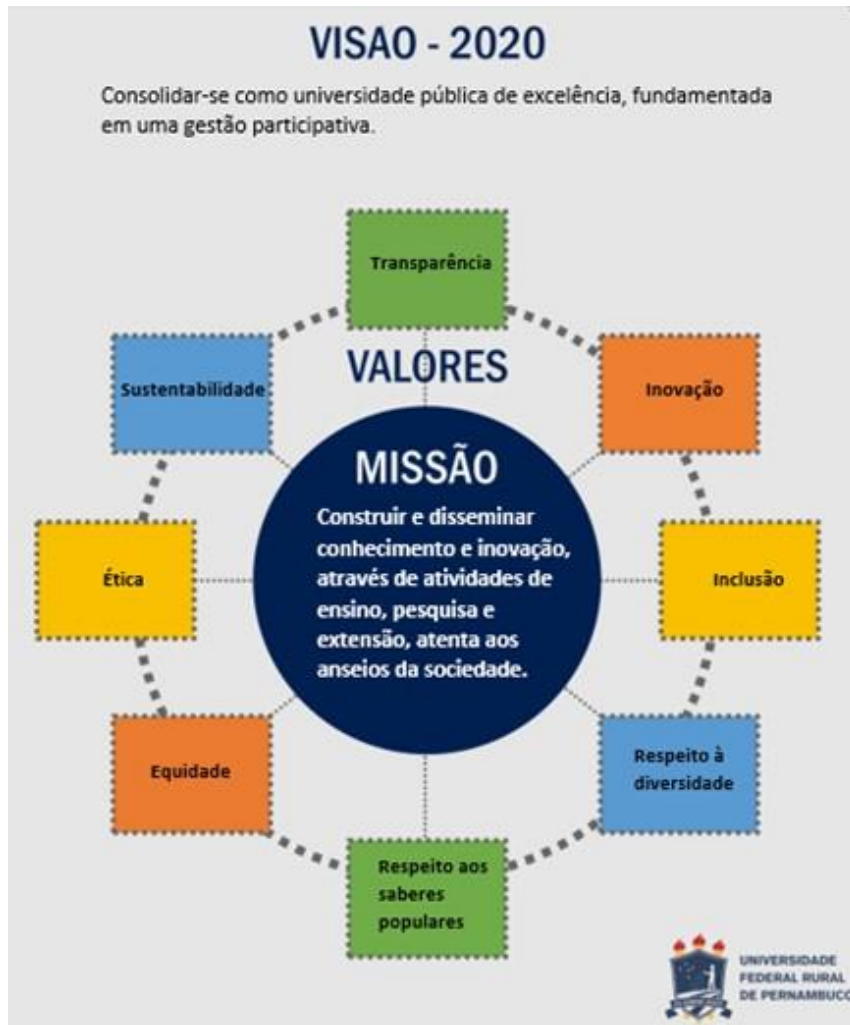 VISAO - 2020
Consolidar-se como universidade pública de excelência, fundamentada
em uma gestão participativa.
Transparência
VALORES
Sustentabilidade
Inovação
MISSÃO
Construir e disseminar
conhecimento e inovação,
através de atividades de
ensino, pesquisa e
extensão, atenta aos
anseios da sociedade.
Ética
Inclusão
Equidade
Respeito à
diversidade
Respeito aos
saberes
populares
UNIVERSIDADE
FEDERAL RURAL
DE PERNAMBUCO